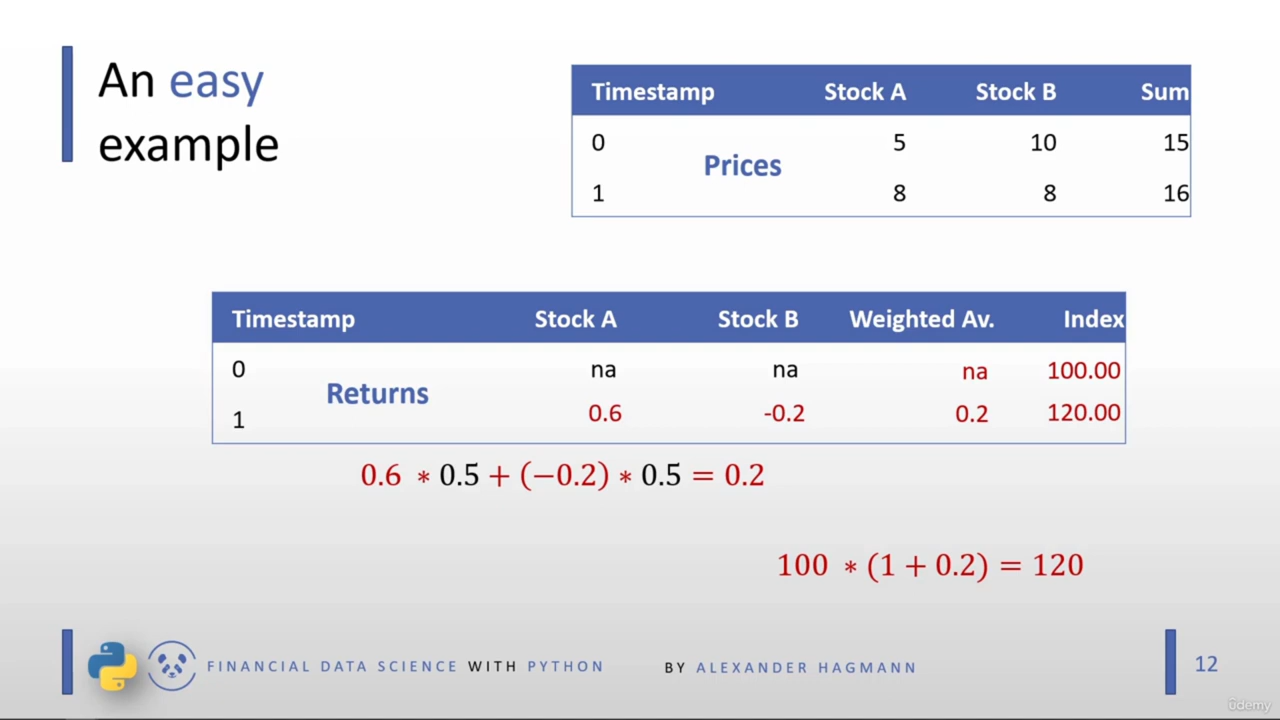 An easy
example
Timestamp Stock A Stock B Sum
0 5 10 15
Prices
1 8 8 16
Timestamp Stock A Stock B Weighted Av. Index
0 na na na 100.00
Returns
1 0.6 -0.2 0.2 120.00
0.6 ∗ 0.5 + (−0.2) ∗ 0.5 = 0.2
100 ∗ (1 + 0.2) = 120
FINANCIAL DATA SCIENCE WITH PYTHON BY ALEXANDER HAGMANN
12
ûdemy